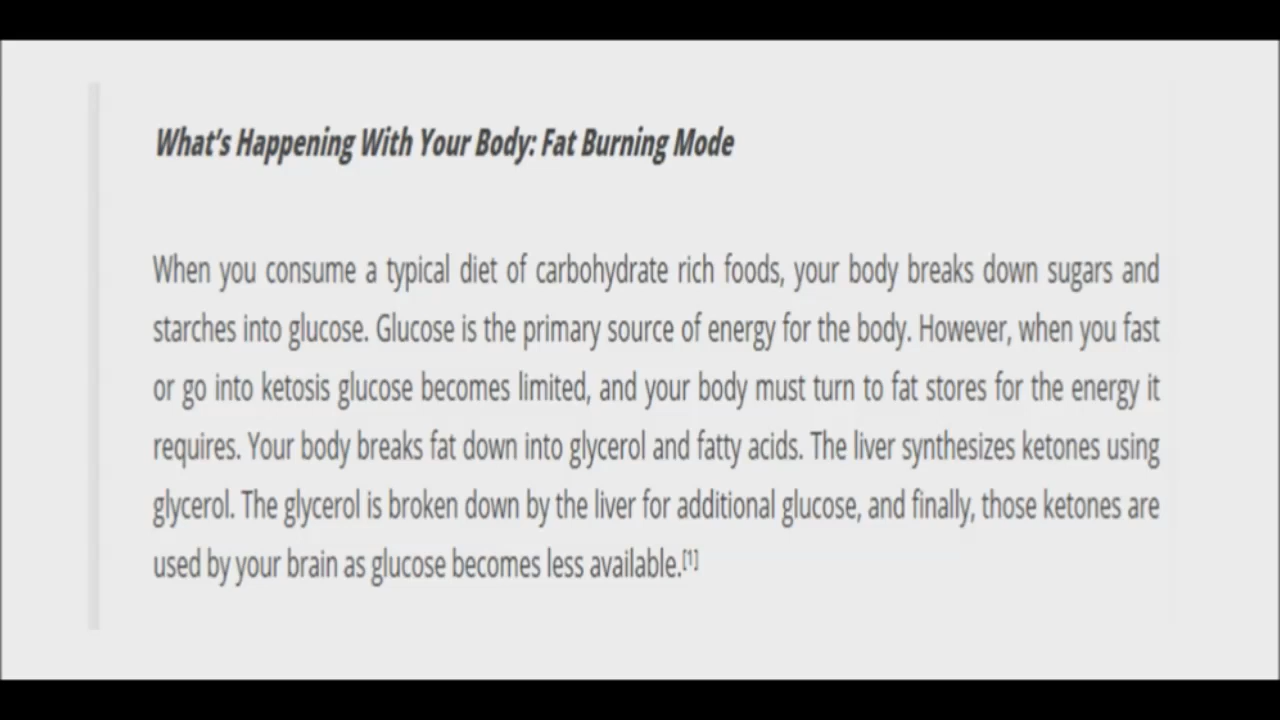 What's Happening With Your Body: Fat Burning Mode
When you consume a typical diet of carbohydrate rich foods, your body breaks down sugars and
starches into glucose. Glucose is the primary source of energy for the body. However, when you fast
or go into ketosis glucose becomes limited, and your body must turn to fat stores for the energy it
requires. Your body breaks fat down into glycerol and fatty acids. The liver synthesizes ketones using
glycerol. The glycerol is broken down by the liver for additional glucose, and finally, those ketones are
used by your brain as glucose becomes less available.[1]